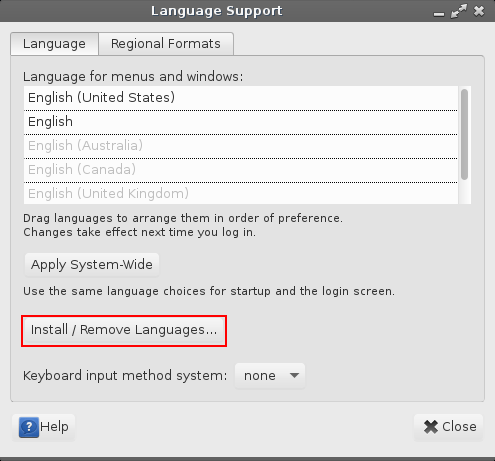 Language Support
Language
Regional Formats
Language for menus and windows:
English (United States)
English
English (Australia)
English (Canada)
English (United Kingdom)
Drag languages to arrange them in order of preference.
Changes take effect next time you log in.
Apply System-Wide
Use the same language choices for startup and the login screen.
Install / Remove Languages...
Keyboard input method system: none
Help
Close